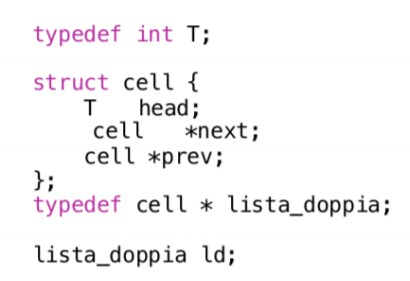 typedef int T;
struct cell {
    T   head;
     cell   *next;
    cell *prev;
};
typedef cell * lista_doppia;
lista_doppia ld;